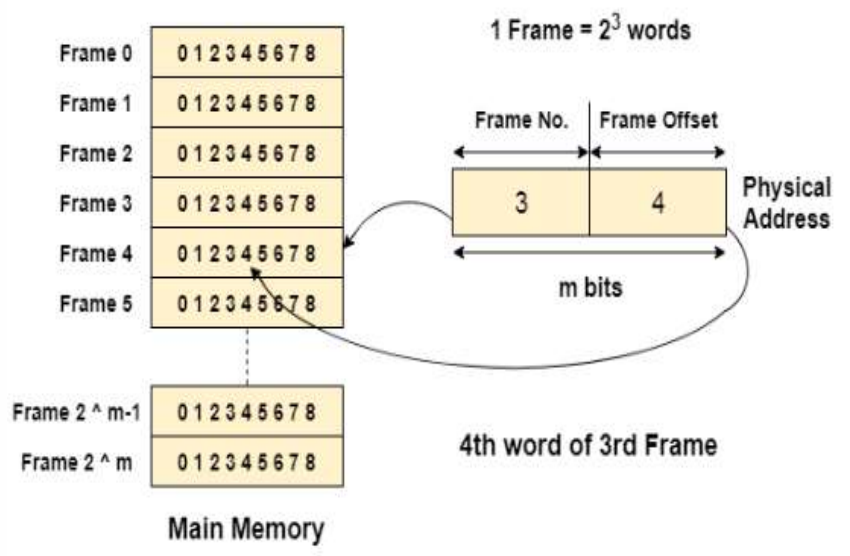 1 Frame = 2³ words
Frame 0 0 1 2 3 4 5 6 7 8
Frame 1 0 1 2 3 4 5 6 7 8
Frame 2 0 1 2 3 4 5 6 7 8
Frame 3 0 1 2 3 4 5 6 7 8
Frame 4 0 1 2 3 4 5 6 7 8
Frame 5 0 1 2 3 4 5 6 7 8
Frame 2 ^ m-1 0 1 2 3 4 5 6 7 8
Frame 2 ^ m 0 1 2 3 4 5 6 7 8
Main Memory
Frame No. Frame Offset
3 4
Physical
Address
m bits
4th word of 3rd Frame